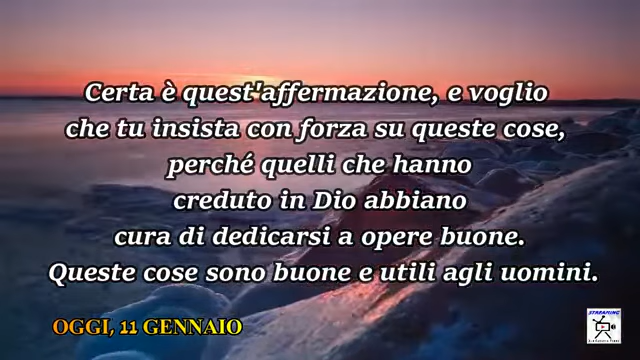 Certa è quest'affermazione, e voglio
che tu insista con forza su queste cose,
perché quelli che hanno
creduto in Dio abbiano
cura di dedicarsi a opere buone.
Queste cose sono buone e utili agli uomini.
OGGI, 11 GENNAIO
STREAMING